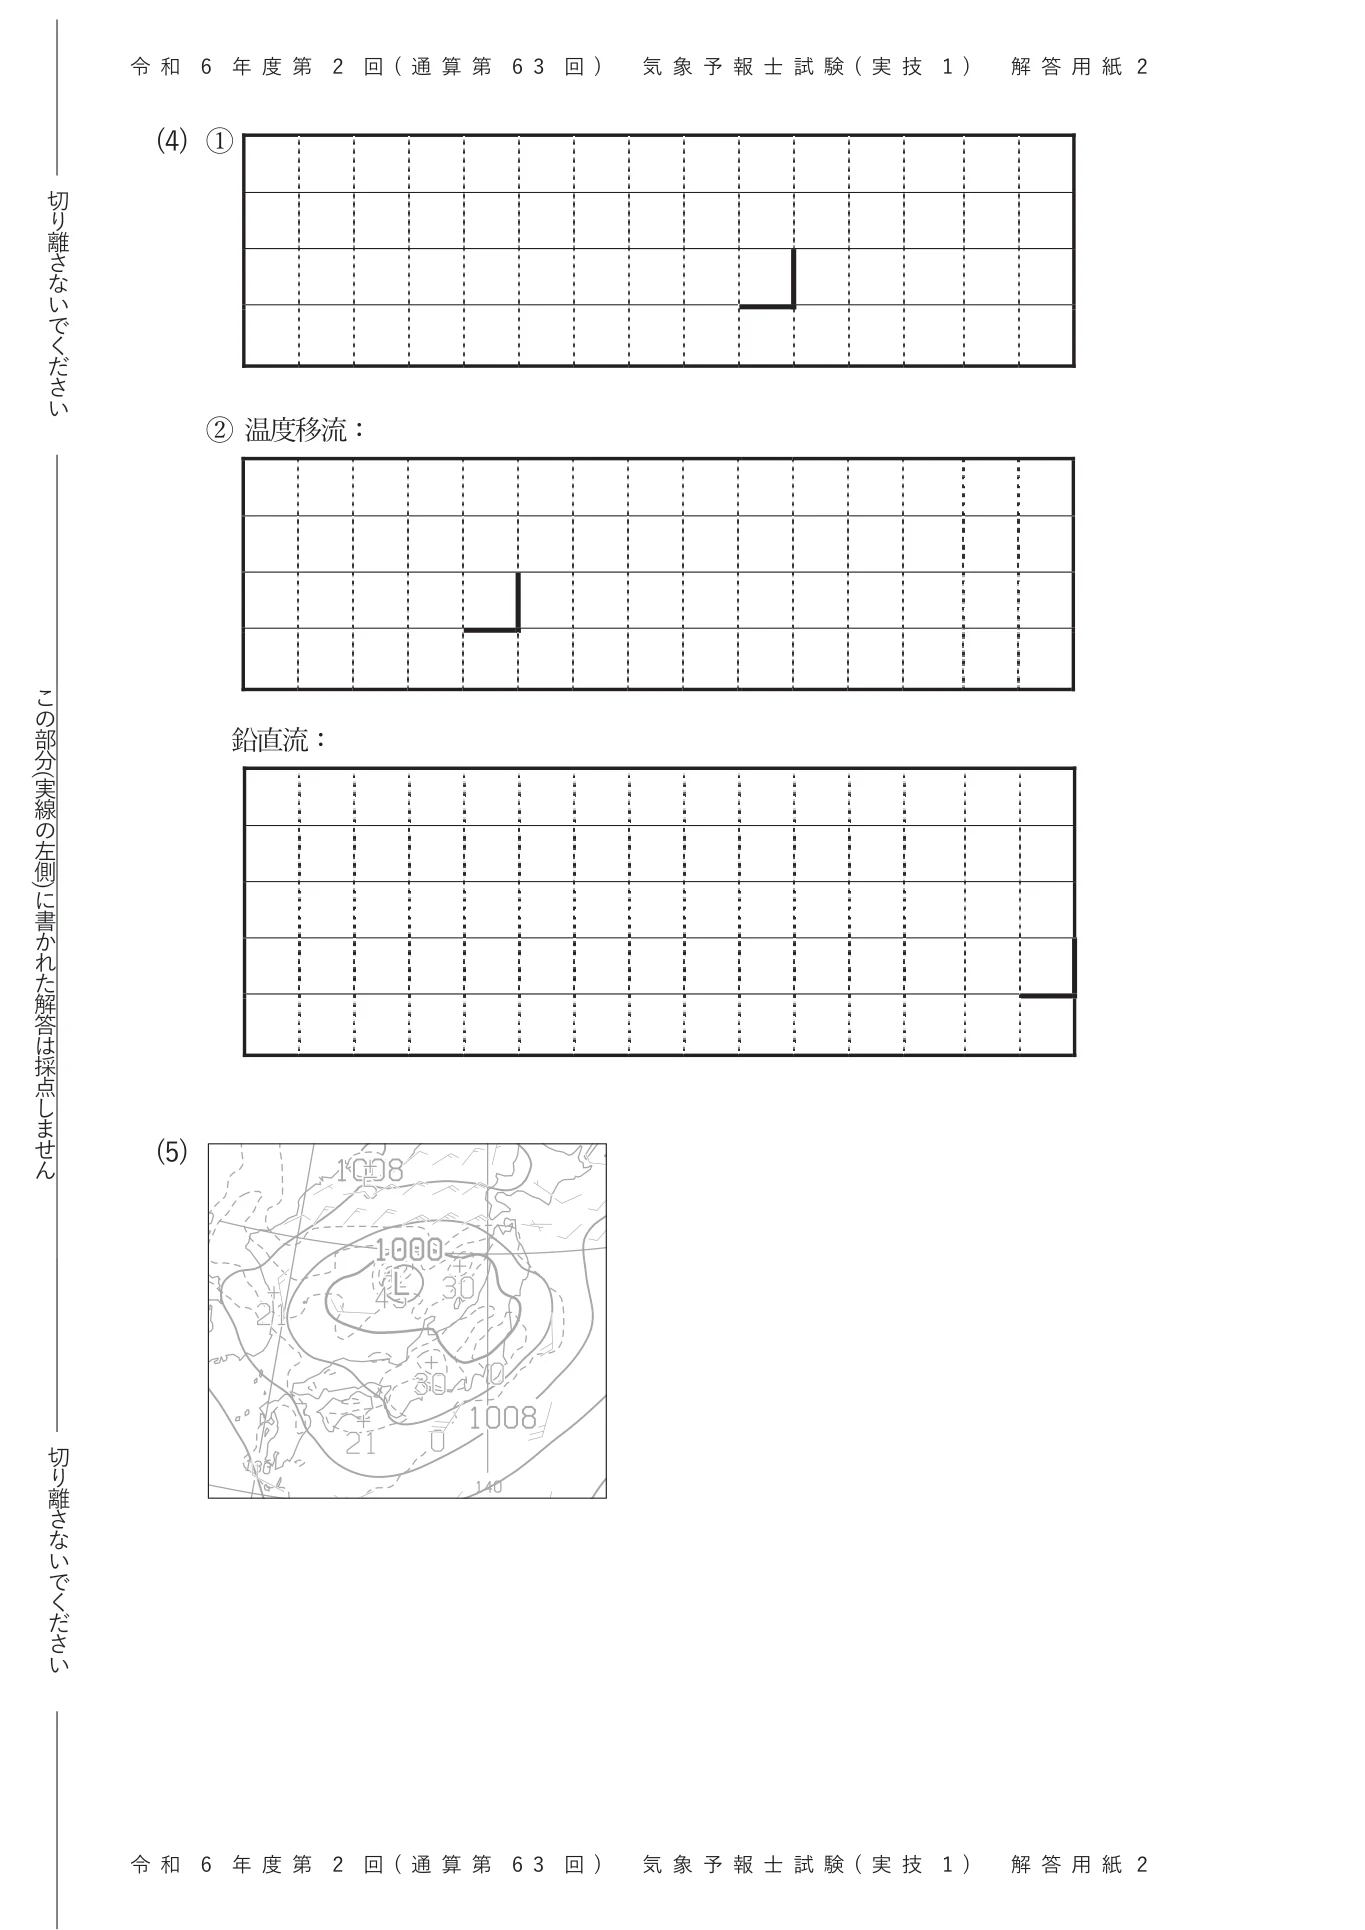 令和6年度第2回(通算第63回) 気象予報士試験(実技1) 解答用紙2
切り離さないでください
この部分(実線の左側)に書かれた解答は採点しません
切り離さないでください
(4) ①
② 温度移流：
鉛直流：
(5)
1008
L
1000
L
30
21
30
10
1008
21
0
130
140
令和6年度第2回(通算第63回) 気象予報士試験(実技1) 解答用紙2